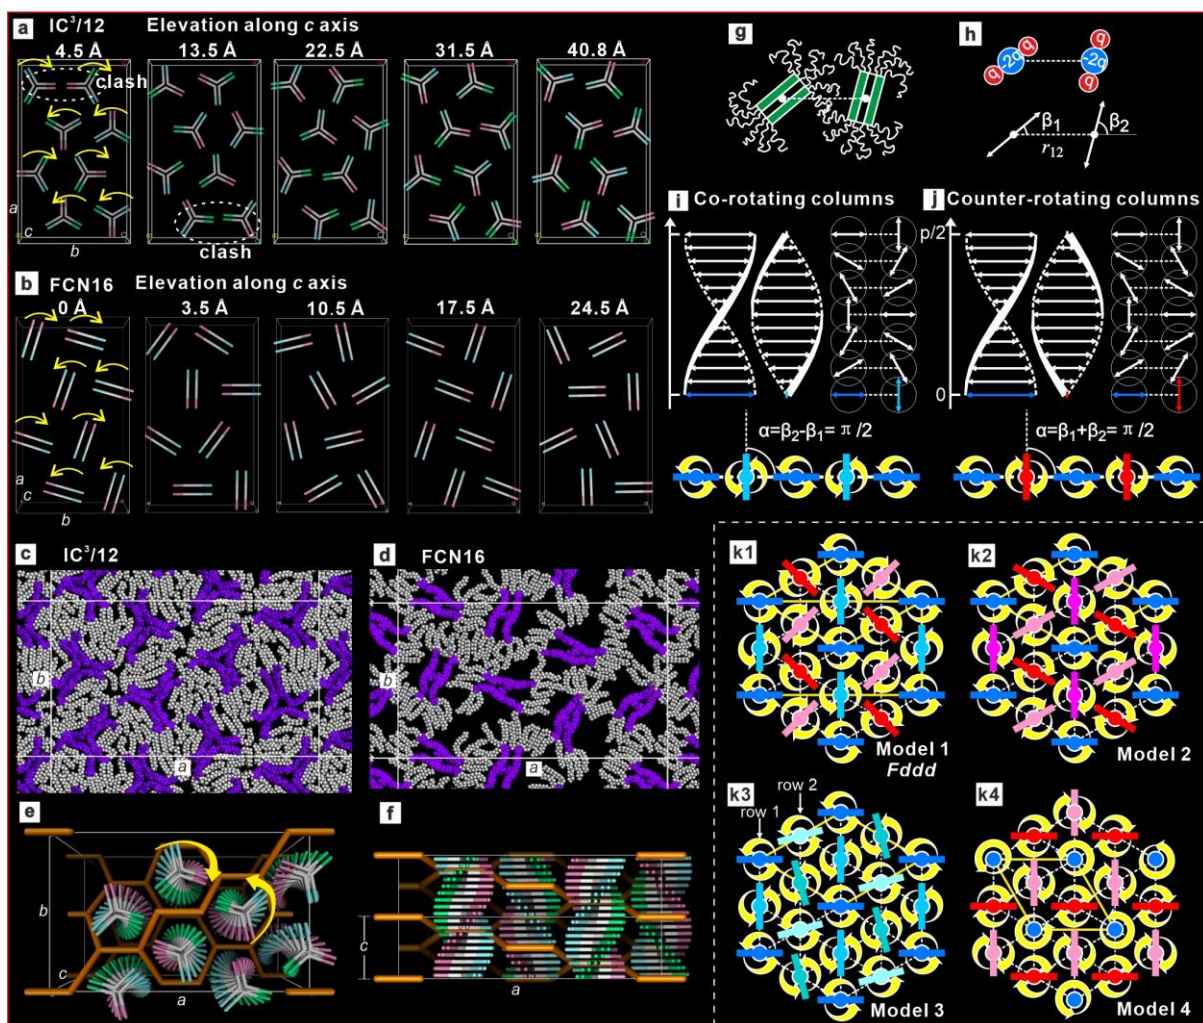 a IC³/12 Elevation along c axis
4.5 Å 13.5 Å 22.5 Å 31.5 Å 40.8 Å
clash
clash
a
c
b
b FCN16 Elevation along c axis
0 Å 3.5 Å 10.5 Å 17.5 Å 24.5 Å
a
c
b
c IC³/12
b
a
d FCN16
b
a
e
b
c
a
f
c
a
g
h
q -2q q
q -2q q
β₁ β₂
r₁₂
i Co-rotating columns
p/2
0
α=β₂-β₁= π/2
j Counter-rotating columns
α=β₁+β₂= π/2
k1
Model 1
Fddd
k2
Model 2
k3
row 1
row 2
Model 3
k4
Model 4